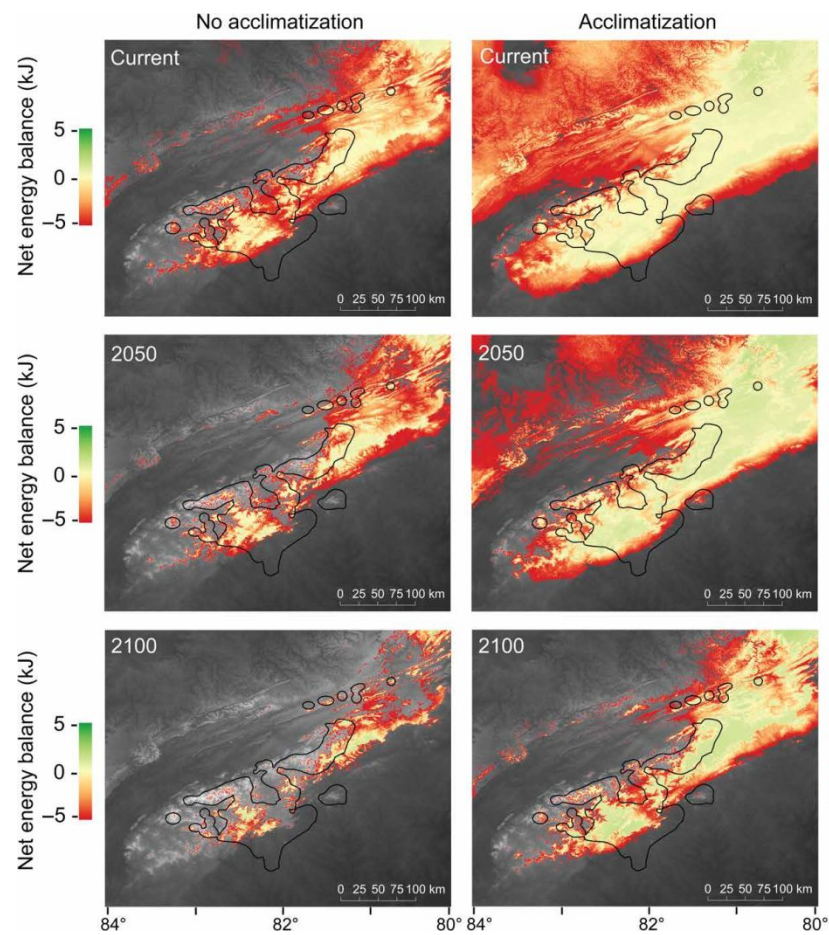 No acclimatization
Acclimatization
Current
Current
Net energy balance (kJ)
5
0
–5
0 25 50 75 100 km
0 25 50 75 100 km
2050
2050
Net energy balance (kJ)
5
0
–5
0 25 50 75 100 km
0 25 50 75 100 km
2100
2100
Net energy balance (kJ)
5
0
–5
0 25 50 75 100 km
0 25 50 75 100 km
84° 82° 80° 84° 82° 80°